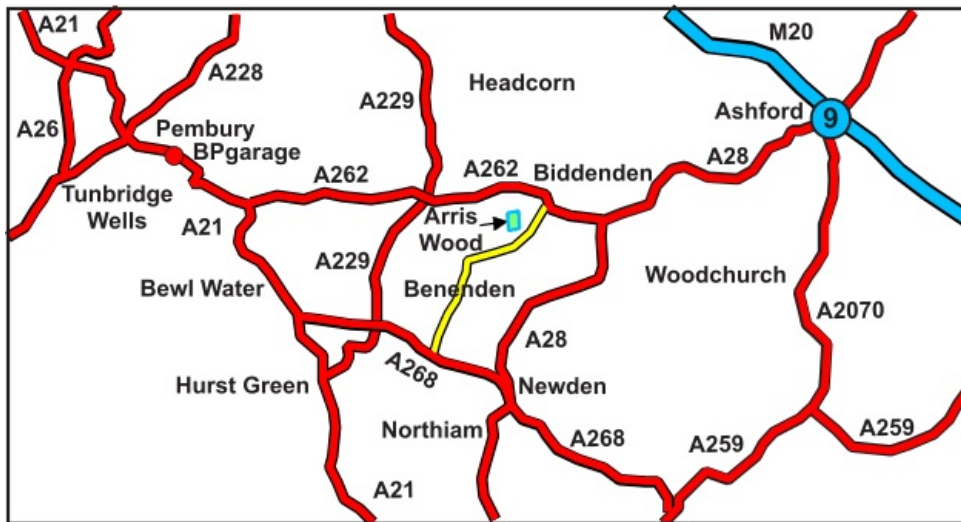 A21
M20
A228
Headcorn
A229
Ashford
9
A26
Pembury
BPgarage
A28
A262
A262
Biddenden
Tunbridge
Wells
A21
Arris
Wood
A229
Woodchurch
Bewl Water
Benenden
A2070
A28
A268
Hurst Green
Newden
Northiam
A268
A259
A259
A21